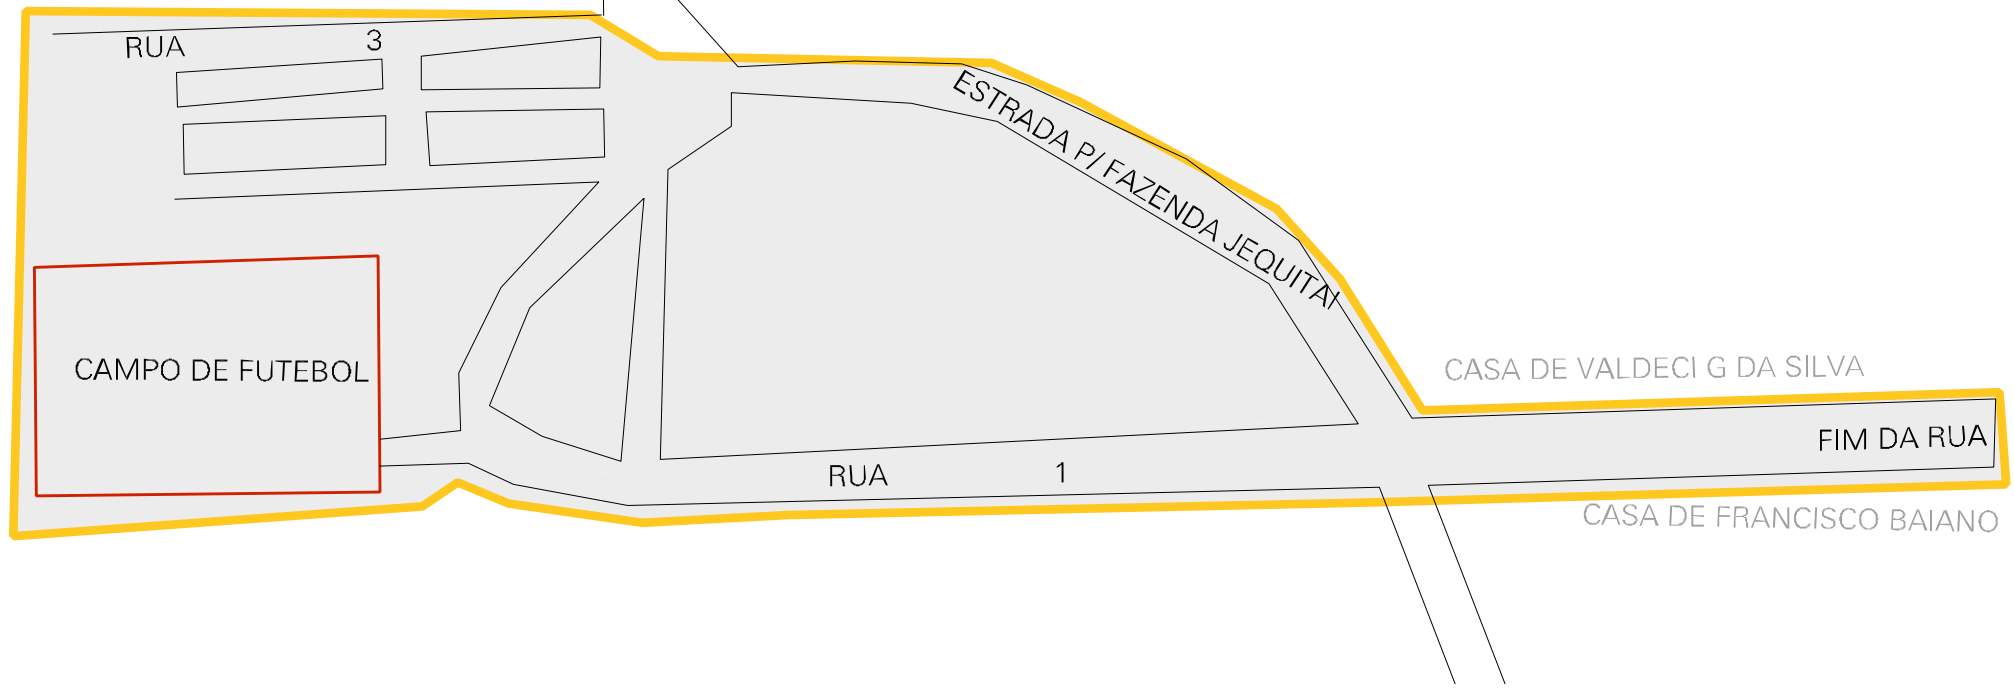 RUA 3
ESTRADA P/ FAZENDA JEQUITAI
CAMPO DE FUTEBOL
CASA DE VALDECI G DA SILVA
FIM DA RUA
RUA 1
CASA DE FRANCISCO BAIANO